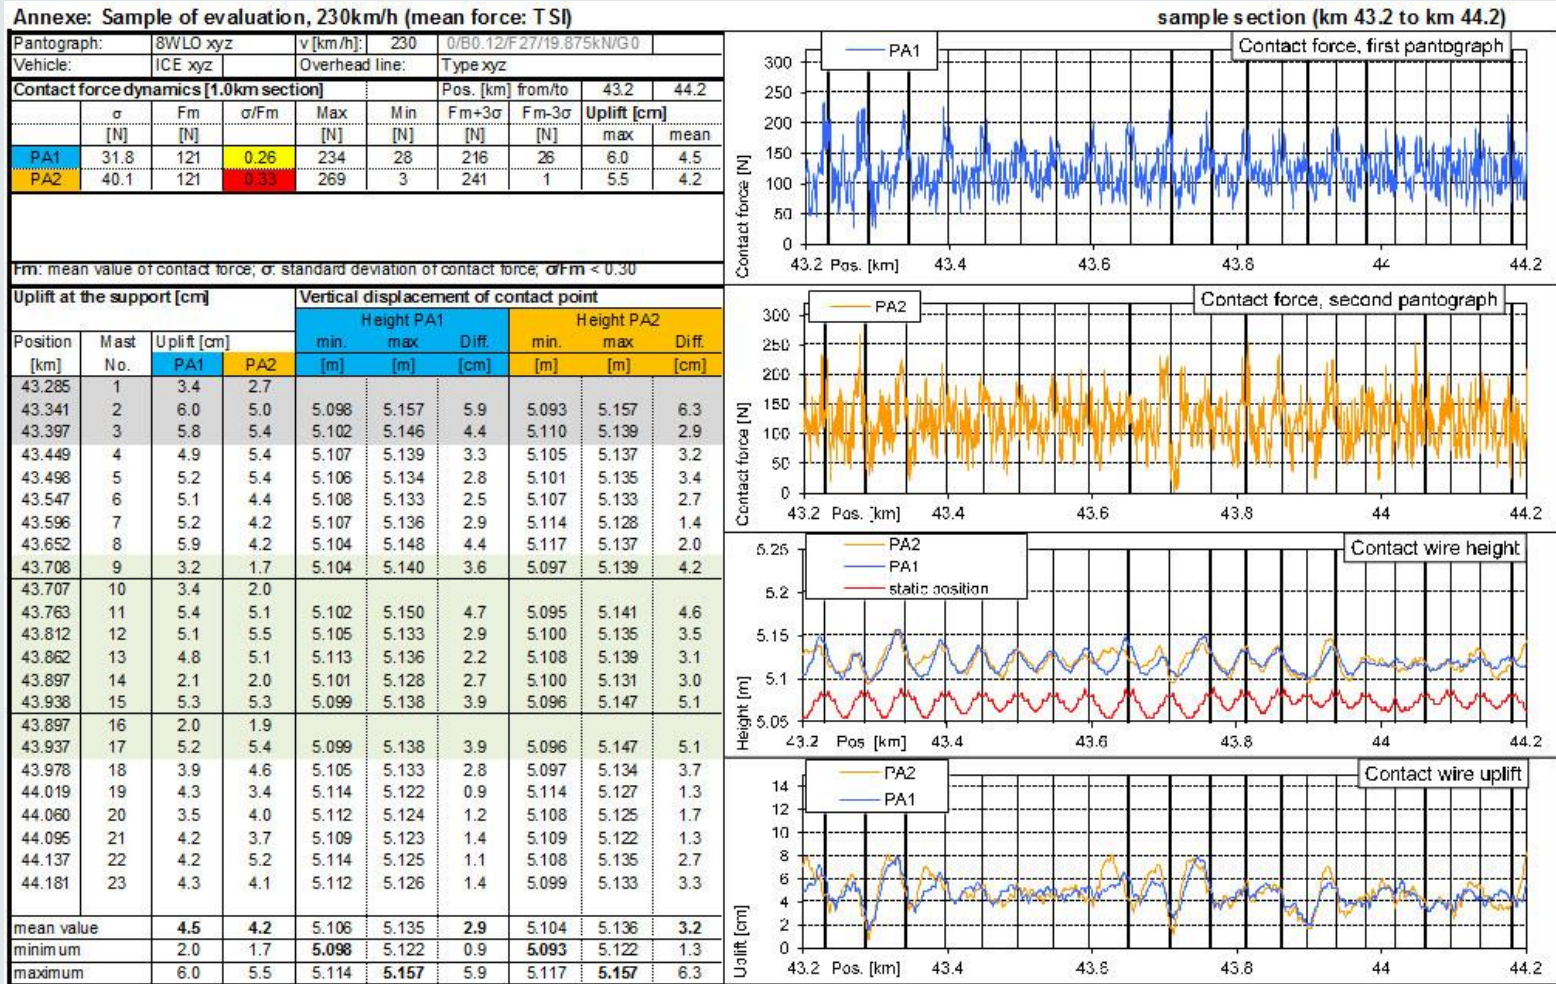 Annexe: Sample of evaluation, 230km/h (mean force: TSI)
sample section (km 43.2 to km 44.2)
Pantograph: 8WLO xyz v [km/h]: 230 0/B0.12/F27/19.875kN/G0
Vehicle: ICE xyz Overhead line: Type xyz
Contact force dynamics [1.0km section] Pos. [km] from/to 43.2 44.2
σ Fm σ/Fm Max Min Fm+3σ Fm-3σ Uplift [cm]
[N] [N] [N] [N] [N] [N] max mean
PA1 31.8 121 0.26 234 28 216 26 6.0 4.5
PA2 40.1 121 0.33 269 3 241 1 5.5 4.2
Fm: mean value of contact force; σ: standard deviation of contact force; σ/Fm < 0.30
Uplift at the support [cm] Vertical displacement of contact point
Height PA1 Height PA2
Position Mast Uplift [cm] min. max Diff. min. max Diff.
[km] No. PA1 PA2 [m] [m] [cm] [m] [m] [cm]
43.285 1 3.4 2.7
43.341 2 6.0 5.0 5.098 5.157 5.9 5.093 5.157 6.3
43.397 3 5.8 5.4 5.102 5.146 4.4 5.110 5.139 2.9
43.449 4 4.9 5.4 5.107 5.139 3.3 5.105 5.137 3.2
43.498 5 5.2 5.4 5.106 5.134 2.8 5.101 5.135 3.4
43.547 6 5.1 4.4 5.108 5.133 2.5 5.107 5.133 2.7
43.596 7 5.2 4.2 5.107 5.136 2.9 5.114 5.128 1.4
43.652 8 5.9 4.2 5.104 5.148 4.4 5.117 5.137 2.0
43.708 9 3.2 1.7 5.104 5.140 3.6 5.097 5.139 4.2
43.707 10 3.4 2.0
43.763 11 5.4 5.1 5.102 5.150 4.7 5.095 5.141 4.6
43.812 12 5.1 5.5 5.105 5.133 2.9 5.100 5.135 3.5
43.862 13 4.8 5.1 5.113 5.136 2.2 5.108 5.139 3.1
43.897 14 2.1 2.0 5.101 5.128 2.7 5.100 5.131 3.0
43.938 15 5.3 5.3 5.099 5.138 3.9 5.096 5.147 5.1
43.897 16 2.0 1.9
43.937 17 5.2 5.4 5.099 5.138 3.9 5.096 5.147 5.1
43.978 18 3.9 4.6 5.105 5.133 2.8 5.097 5.134 3.7
44.019 19 4.3 3.4 5.114 5.122 0.9 5.114 5.127 1.3
44.060 20 3.5 4.0 5.112 5.124 1.2 5.108 5.125 1.7
44.095 21 4.2 3.7 5.109 5.123 1.4 5.109 5.122 1.3
44.137 22 4.2 5.2 5.114 5.125 1.1 5.108 5.135 2.7
44.181 23 4.3 4.1 5.112 5.126 1.4 5.099 5.133 3.3
mean value 4.5 4.2 5.106 5.135 2.9 5.104 5.136 3.2
minimum 2.0 1.7 5.098 5.122 0.9 5.093 5.122 1.3
maximum 6.0 5.5 5.114 5.157 5.9 5.117 5.157 6.3
Contact force, first pantograph
PA1
Contact force [N]
300
250
200
150
100
50
0
43.2 Pos. [km] 43.4 43.6 43.8 44 44.2
Contact force, second pantograph
PA2
Contact force [N]
300
250
200
150
100
50
0
43.2 Pos. [km] 43.4 43.6 43.8 44 44.2
Contact wire height
PA2
PA1
static position
Height [m]
5.25
5.2
5.15
5.1
5.05
43.2 Pos [km] 43.4 43.6 43.8 44 44.2
Contact wire uplift
PA2
PA1
Uplift [cm]
14
12
10
8
6
4
2
0
43.2 Pos. [km] 43.4 43.6 43.8 44 44.2